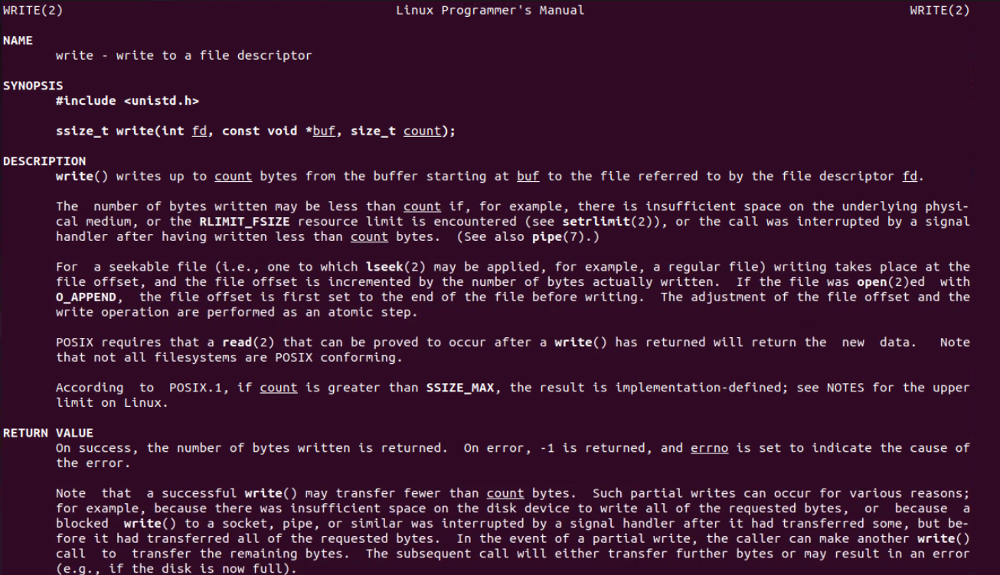 WRITE(2) Linux Programmer's Manual WRITE(2)
NAME
write - write to a file descriptor
SYNOPSIS
#include <unistd.h>
ssize_t write(int fd, const void *buf, size_t count);
DESCRIPTION
write() writes up to count bytes from the buffer starting at buf to the file referred to by the file descriptor fd.
The number of bytes written may be less than count if, for example, there is insufficient space on the underlying physi-
cal medium, or the RLIMIT_FSIZE resource limit is encountered (see setrlimit(2)), or the call was interrupted by a signal
handler after having written less than count bytes. (See also pipe(7).)
For a seekable file (i.e., one to which lseek(2) may be applied, for example, a regular file) writing takes place at the
file offset, and the file offset is incremented by the number of bytes actually written. If the file was open(2)ed with
O_APPEND, the file offset is first set to the end of the file before writing. The adjustment of the file offset and the
write operation are performed as an atomic step.
POSIX requires that a read(2) that can be proved to occur after a write() has returned will return the new data. Note
that not all filesystems are POSIX conforming.
According to POSIX.1, if count is greater than SSIZE_MAX, the result is implementation-defined; see NOTES for the upper
limit on Linux.
RETURN VALUE
On success, the number of bytes written is returned. On error, -1 is returned, and errno is set to indicate the cause of
the error.
Note that a successful write() may transfer fewer than count bytes. Such partial writes can occur for various reasons;
for example, because there was insufficient space on the disk device to write all of the requested bytes, or because a
blocked write() to a socket, pipe, or similar was interrupted by a signal handler after it had transferred some, but be-
fore it had transferred all of the requested bytes. In the event of a partial write, the caller can make another write()
call to transfer the remaining bytes. The subsequent call will either transfer further bytes or may result in an error
(e.g., if the disk is now full).